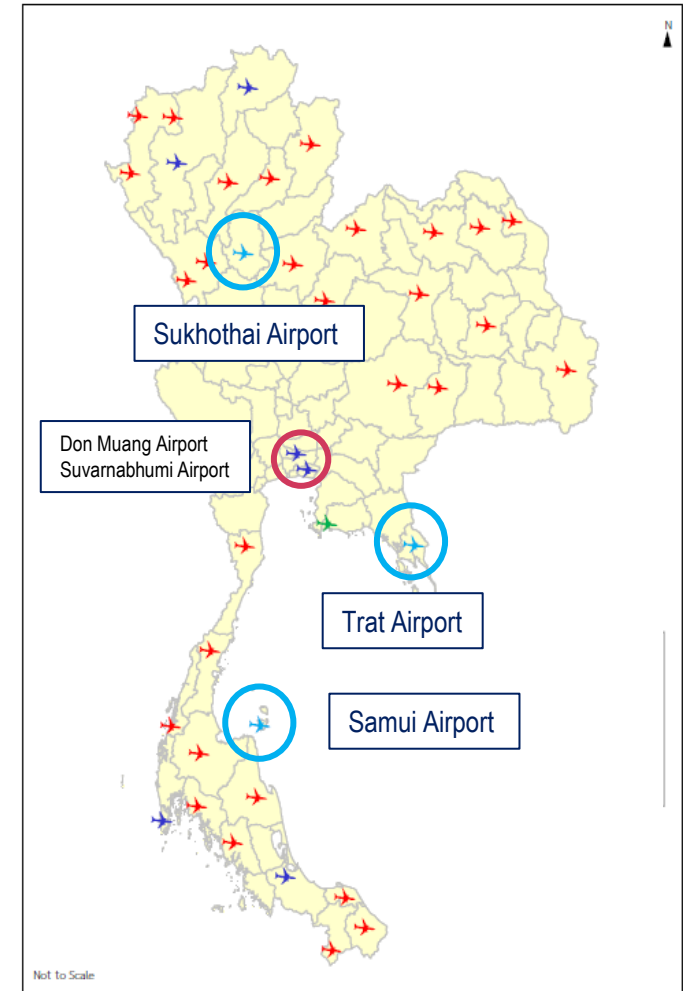 N
Sukhothai Airport
Don Muang Airport
Suvarnabhumi Airport
Trat Airport
Samui Airport
Not to Scale